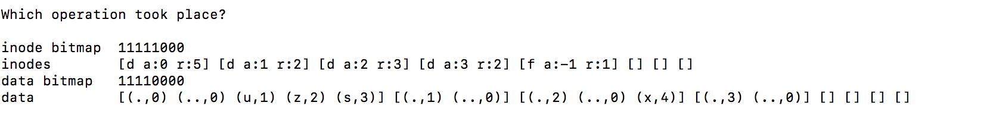 Which operation took place?
inode bitmap  11111000
inodes        [d a:0 r:5] [d a:1 r:2] [d a:2 r:3] [d a:3 r:2] [f a:-1 r:1] [] [] []
data bitmap   11110000
data          [(.,0) (..,0) (u,1) (z,2) (s,3)] [(.,1) (..,0)] [(.,2) (..,0) (x,4)] [(.,3) (..,0)] [] [] [] []